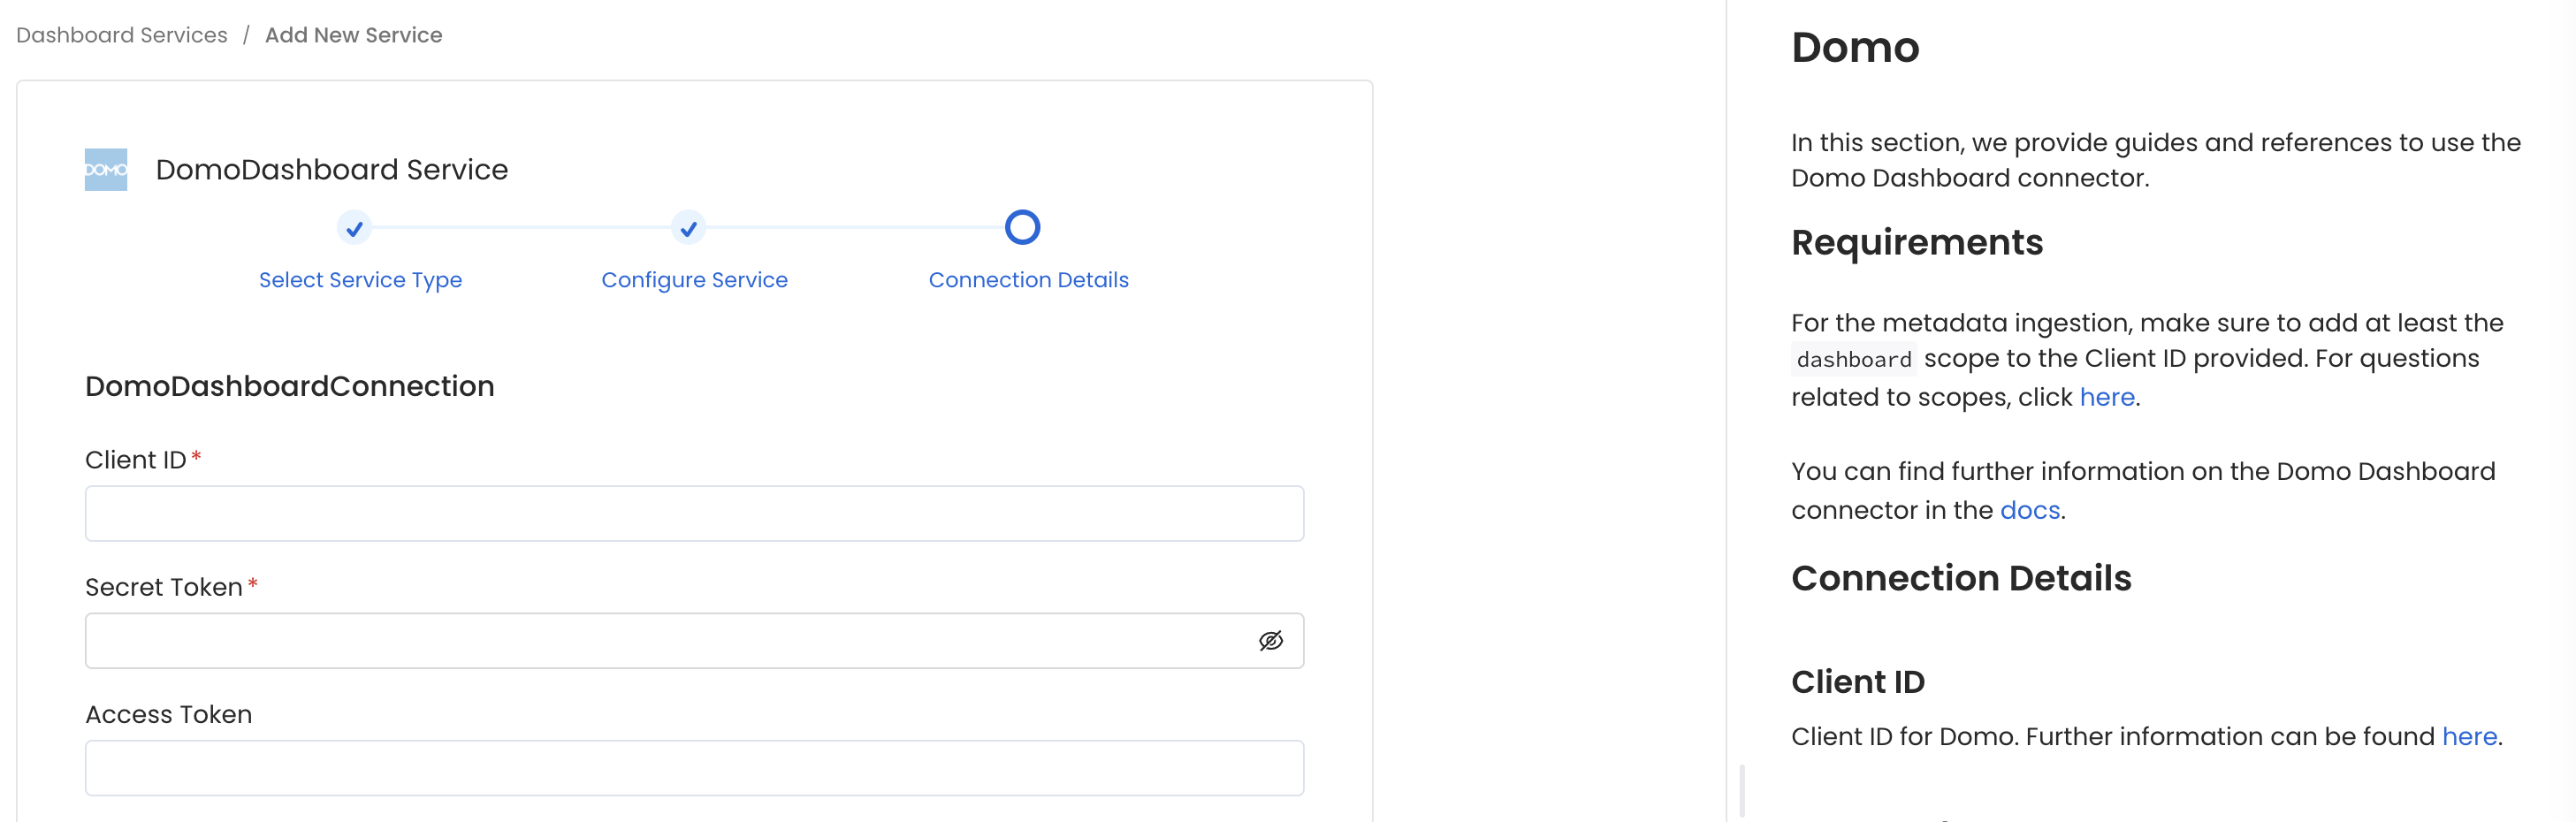 Dashboard Services / Add New Service
DOMO DomoDashboard Service
Select Service Type
Configure Service
Connection Details
DomoDashboardConnection
Client ID*
Secret Token*
Access Token
Domo
In this section, we provide guides and references to use the
Domo Dashboard connector.
Requirements
For the metadata ingestion, make sure to add at least the
dashboard scope to the Client ID provided. For questions
related to scopes, click here.
You can find further information on the Domo Dashboard
connector in the docs.
Connection Details
Client ID
Client ID for Domo. Further information can be found here.